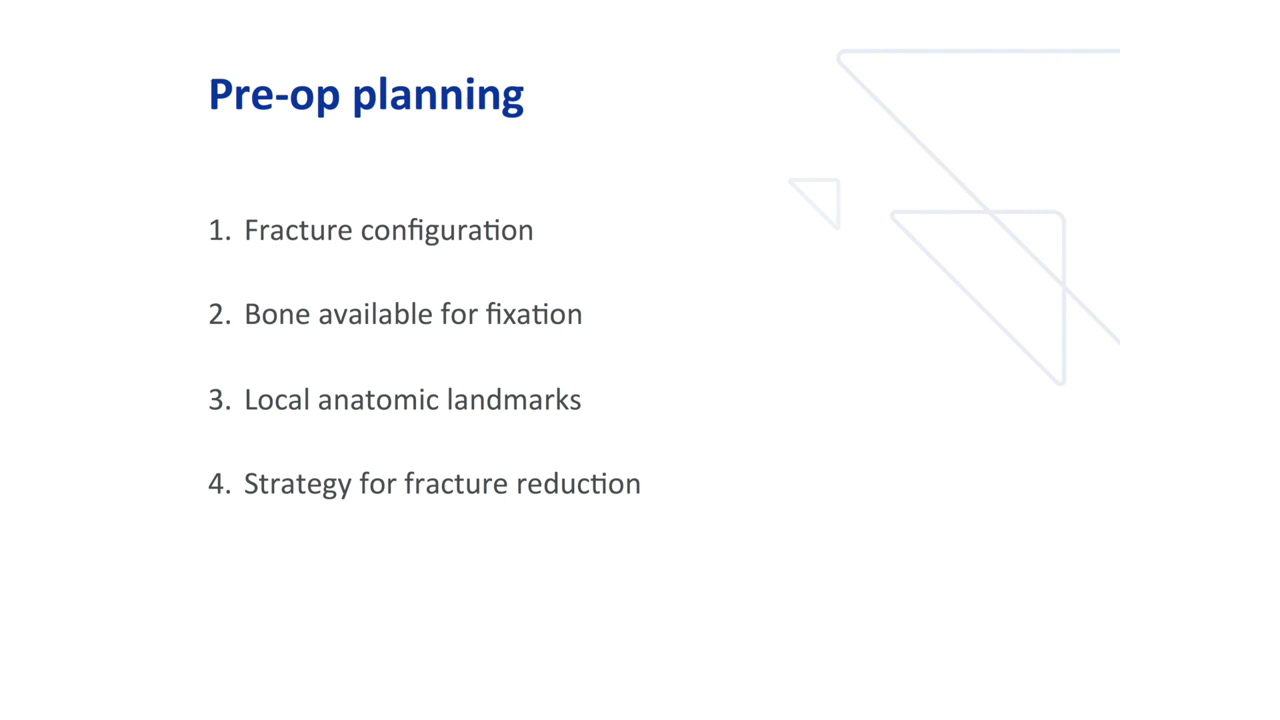 Pre-op planning
1. Fracture configuration
2. Bone available for fixation
3. Local anatomic landmarks
4. Strategy for fracture reduction